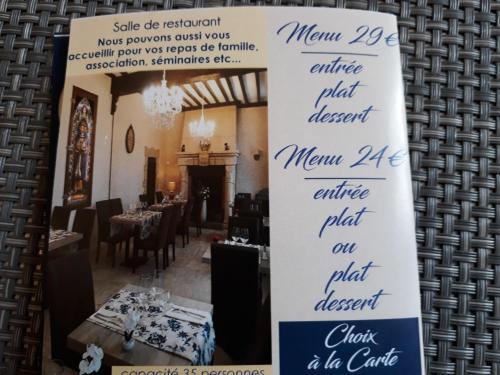 Salle de restaurant
Nous pouvons aussi vous
accueillir pour vos repas de famille,
association, séminaires etc...
capacité 35 personnes
Menu 29 €
entrée
plat
dessert
Menu 24 €
entrée
plat
ou
plat
dessert
Choix
à la Carte